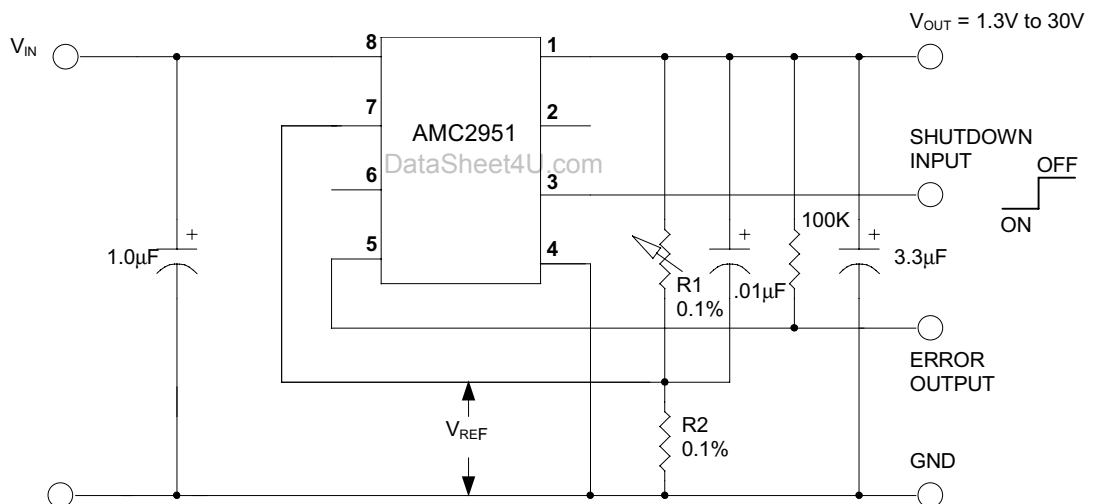 V_OUT = 1.3V to 30V
V_IN
8
1
7
2
AMC2951
DataSheet4U.com
SHUTDOWN
INPUT
OFF
6
3
ON
100K
5
4
1.0μF
+
+
+
3.3μF
R1
0.1%
.01μF
ERROR
OUTPUT
V_REF
R2
0.1%
GND